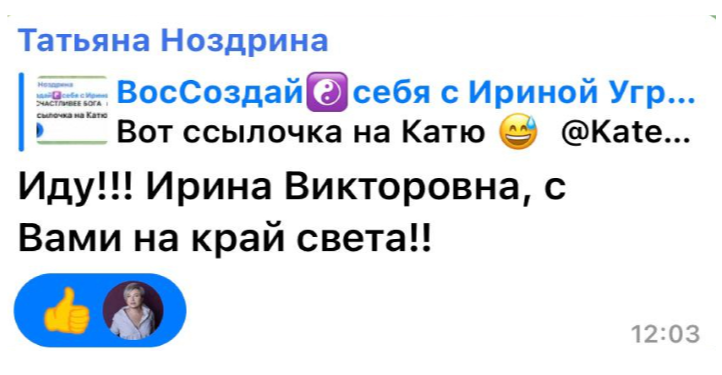 Татьяна Ноздрина
ВосСоздай☯️себя с Ириной Угр...
Вот ссылочка на Катю 😅 @Kate...
Иду!!! Ирина Викторовна, с
Вами на край света!!
👍
12:03